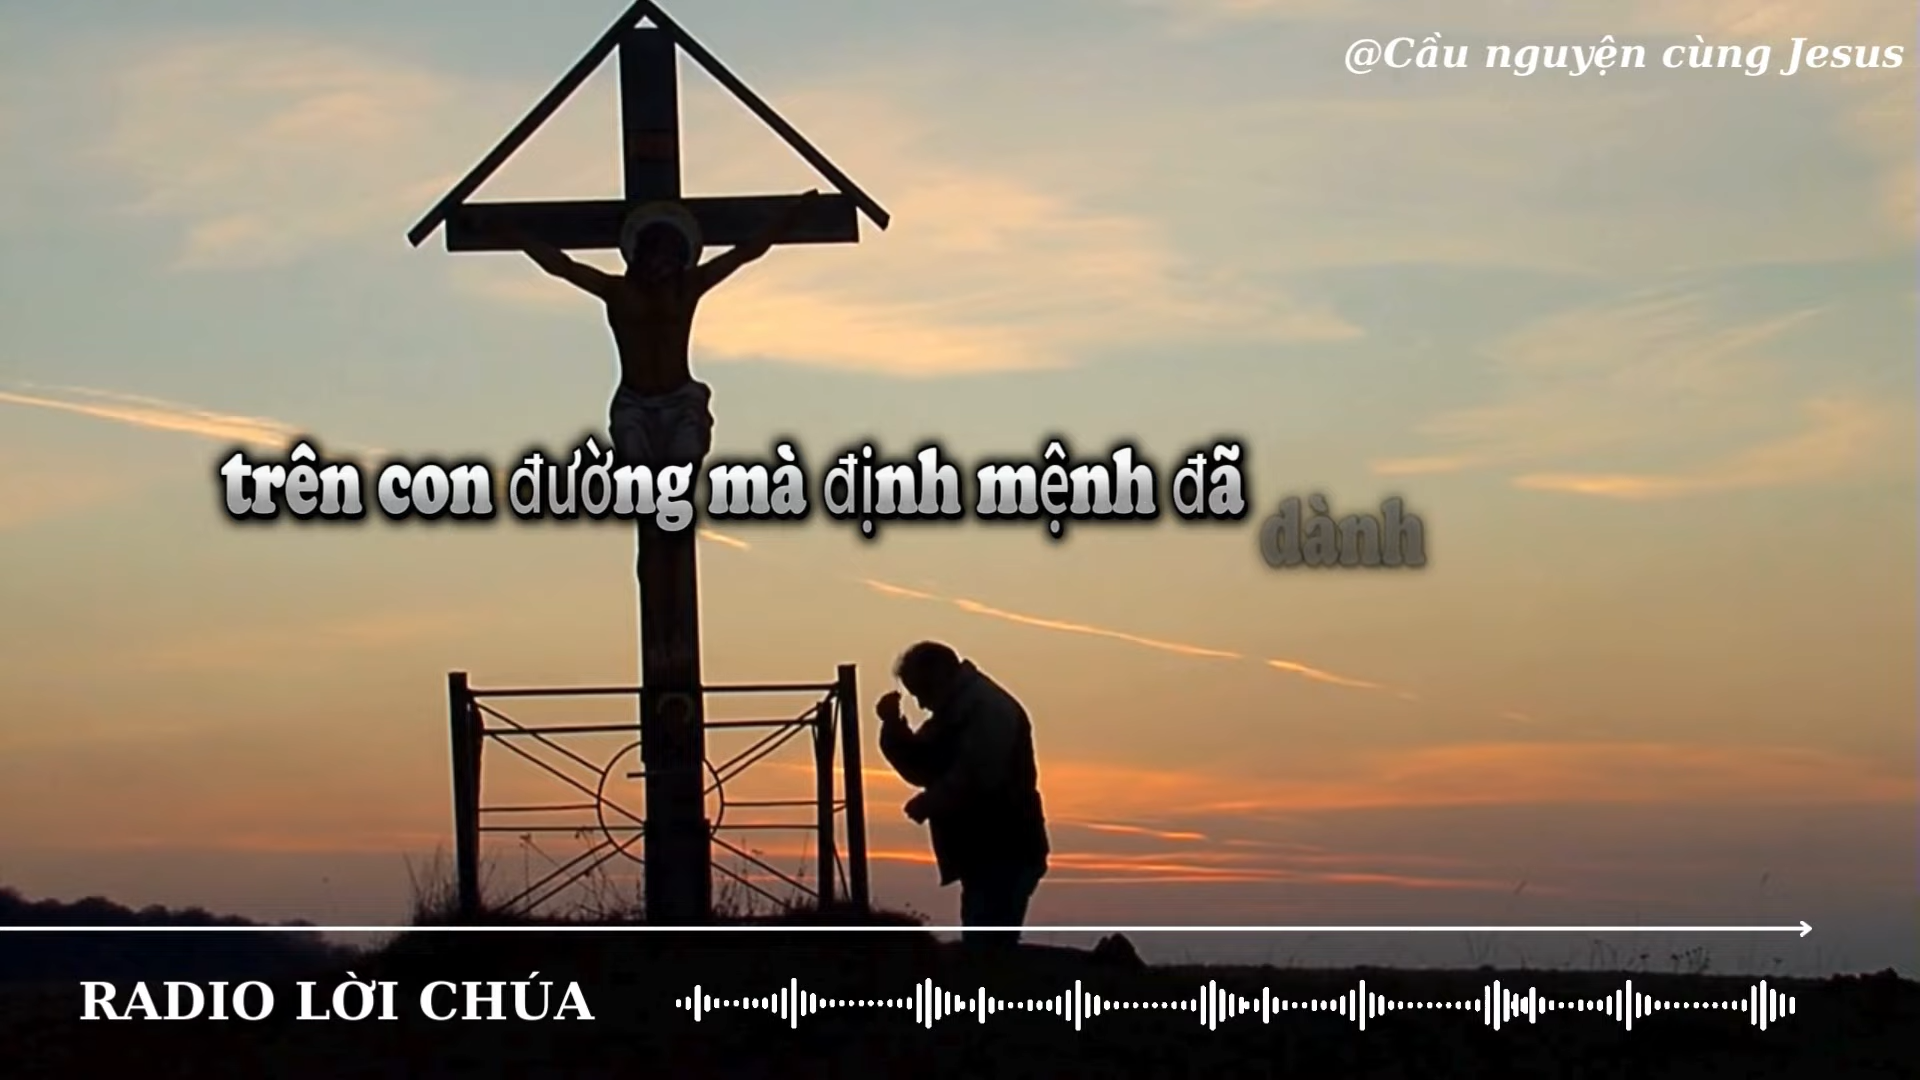 @Cầu nguyện cùng Jesus
trên con đường mà định mệnh đã dành
RADIO LỜI CHÚA